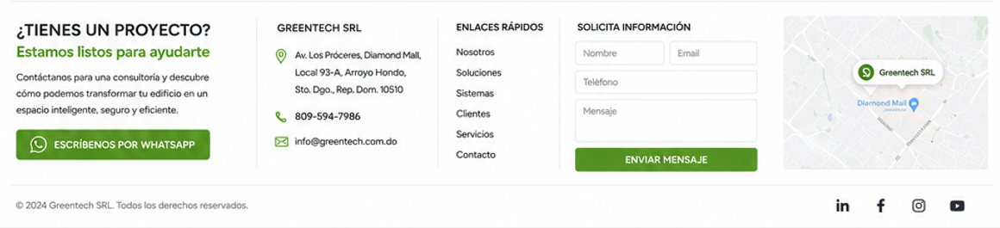 ¿TIENES UN PROYECTO?
Estamos listos para ayudarte
Contáctanos para una consultoría y descubre
cómo podemos transformar tu edificio en un
espacio inteligente, seguro y eficiente.
ESCRÍBENOS POR WHATSAPP
GREENTECH SRL
Av. Los Próceres, Diamond Mall,
Local 93-A, Arroyo Hondo,
Sto. Dgo., Rep. Dom. 10510
809-594-7986
info@greentech.com.do
ENLACES RÁPIDOS
Nosotros
Soluciones
Sistemas
Clientes
Servicios
Contacto
SOLICITA INFORMACIÓN
Nombre
Email
Teléfono
Mensaje
ENVIAR MENSAJE
Greentech SRL
Diamond Mall
© 2024 Greentech SRL. Todos los derechos reservados.